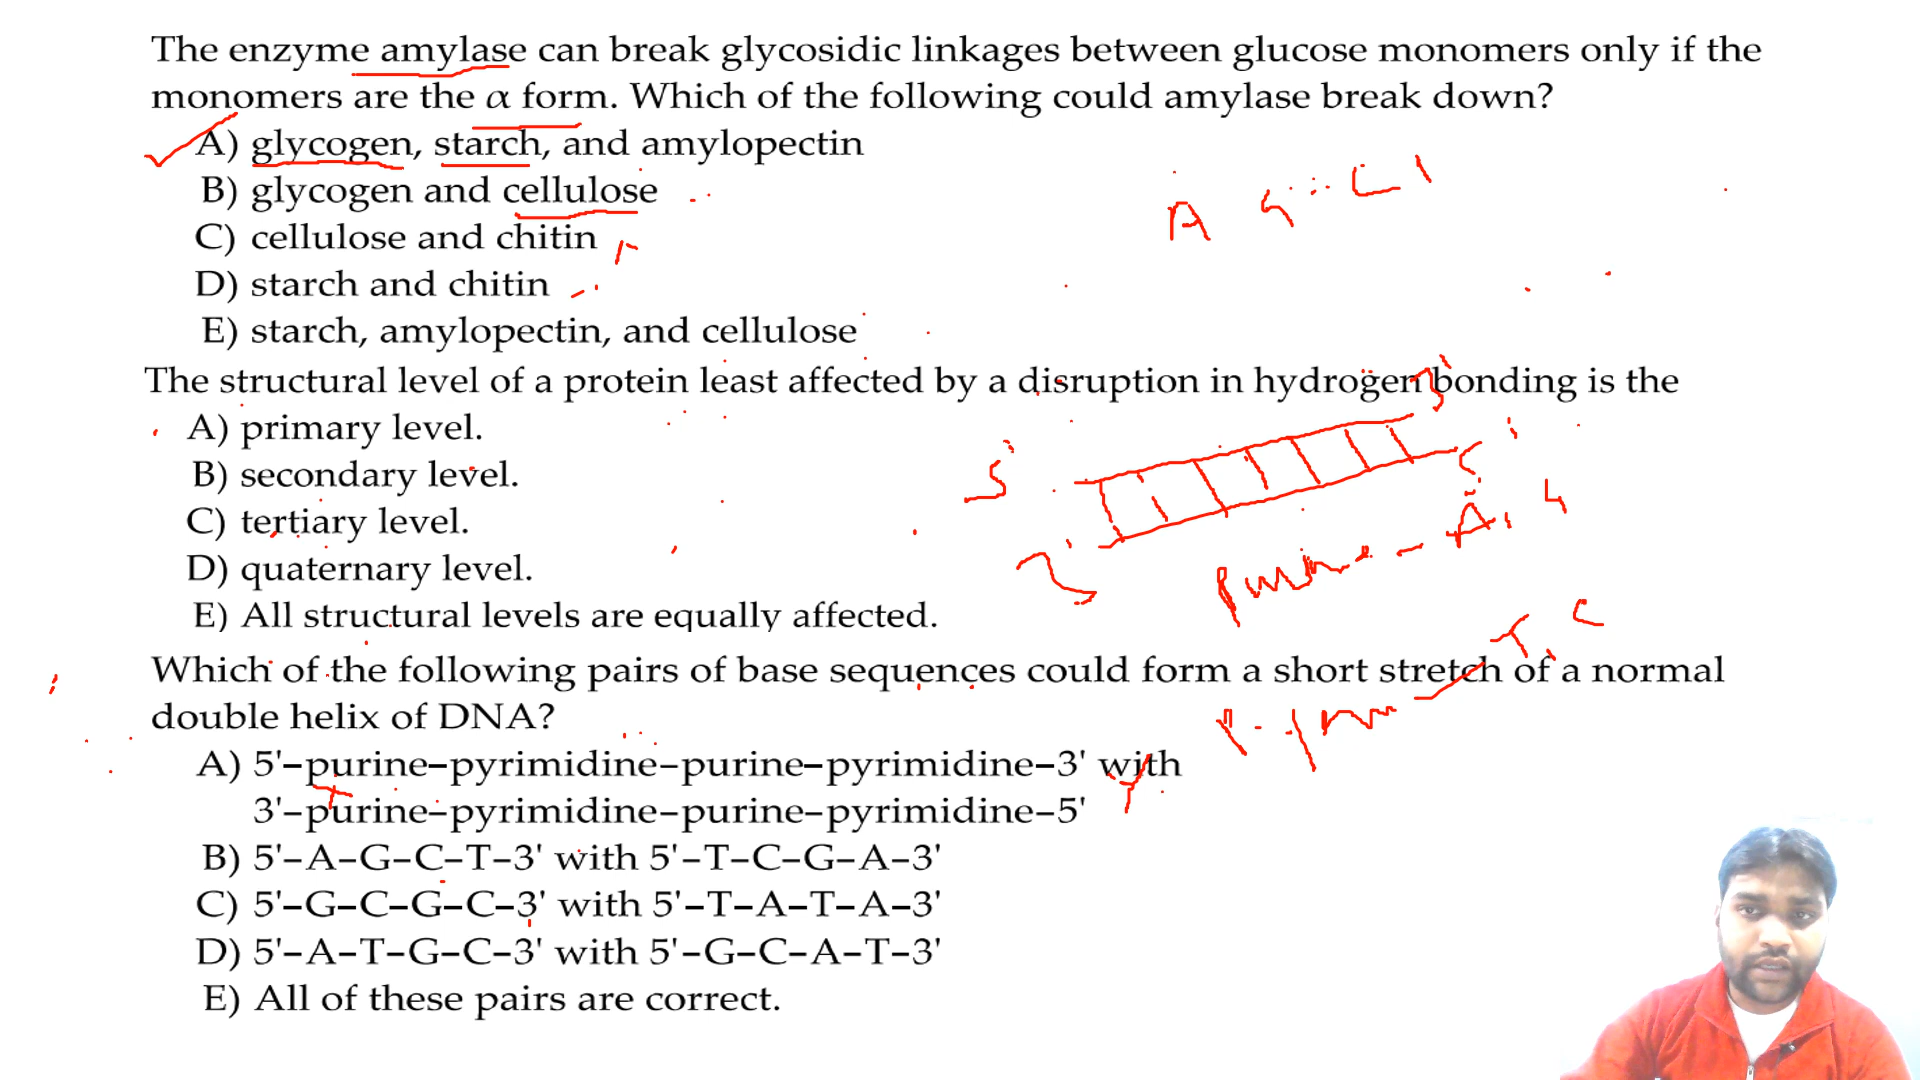 The enzyme amylase can break glycosidic linkages between glucose monomers only if the
monomers are the α form. Which of the following could amylase break down?
A) glycogen, starch, and amylopectin
B) glycogen and cellulose
C) cellulose and chitin
D) starch and chitin
E) starch, amylopectin, and cellulose
A G C
The structural level of a protein least affected by a disruption in hydrogen bonding is the
A) primary level.
B) secondary level.
C) tertiary level.
D) quaternary level.
E) All structural levels are equally affected.
5' 3'
5'
purine - A, G
T, C
Which of the following pairs of base sequences could form a short stretch of a normal
double helix of DNA?
A) 5'–purine–pyrimidine–purine–pyrimidine–3' with
3'–purine–pyrimidine–purine–pyrimidine–5'
B) 5'–A–G–C–T–3' with 5'–T–C–G–A–3'
C) 5'–G–C–G–C–3' with 5'–T–A–T–A–3'
D) 5'–A–T–G–C–3' with 5'–G–C–A–T–3'
E) All of these pairs are correct.